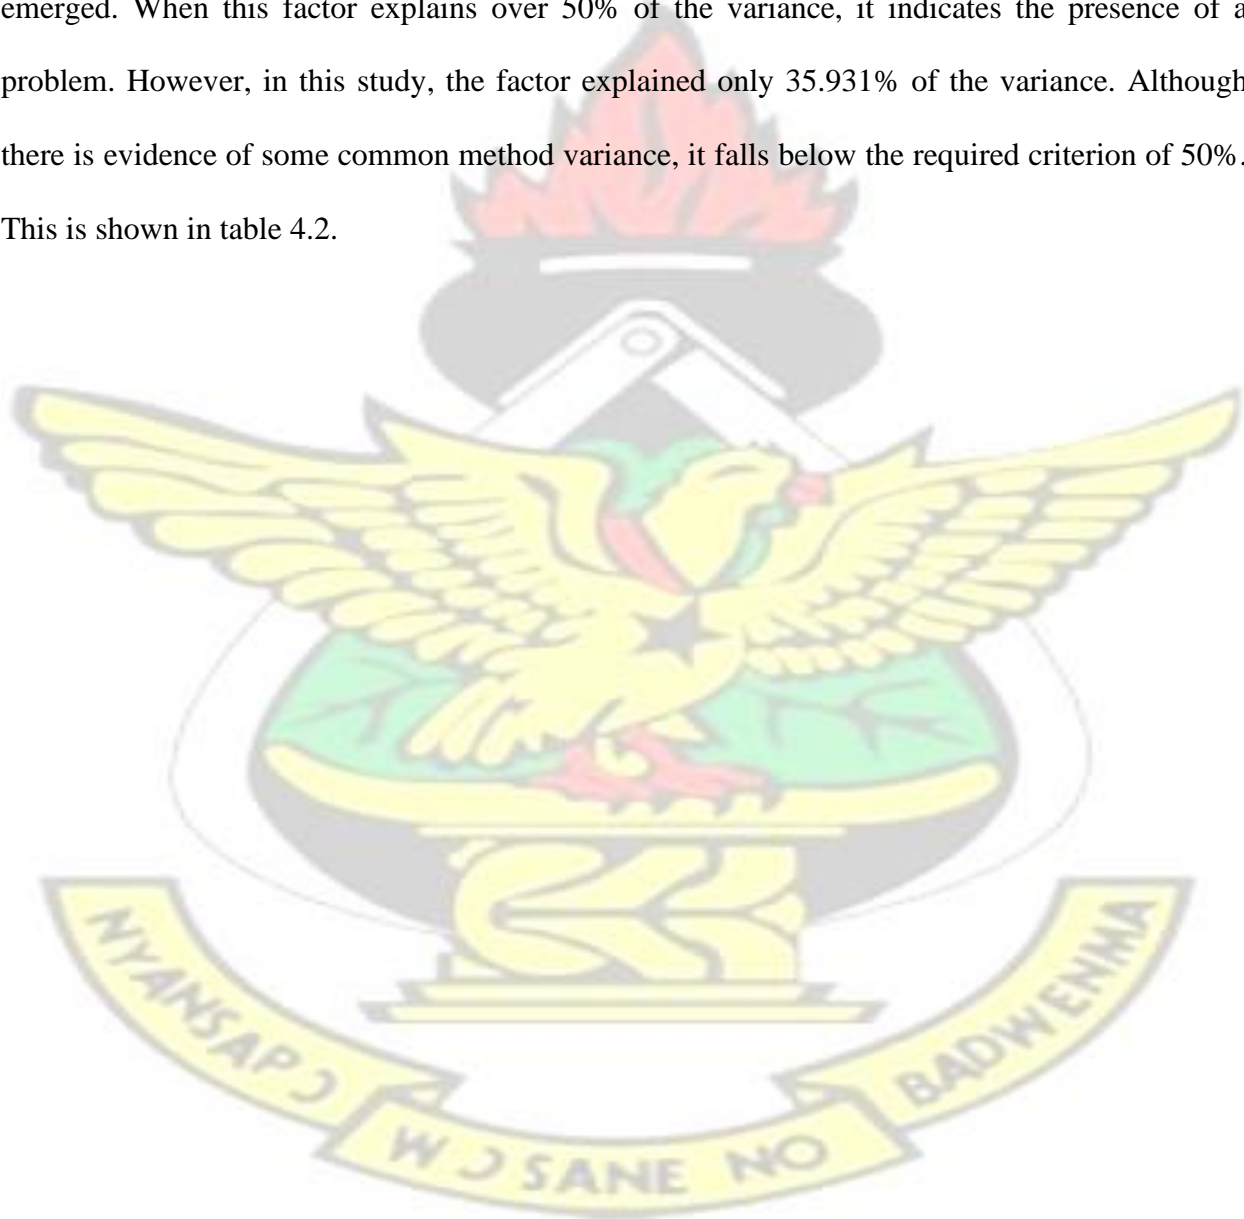 emerged. When this factor explains over 50% of the variance, it indicates the presence of a
problem. However, in this study, the factor explained only 35.931% of the variance. Although
there is evidence of some common method variance, it falls below the required criterion of 50%.
This is shown in table 4.2.
NYANSAPƆ
WƆSANE NO
BADWENMA